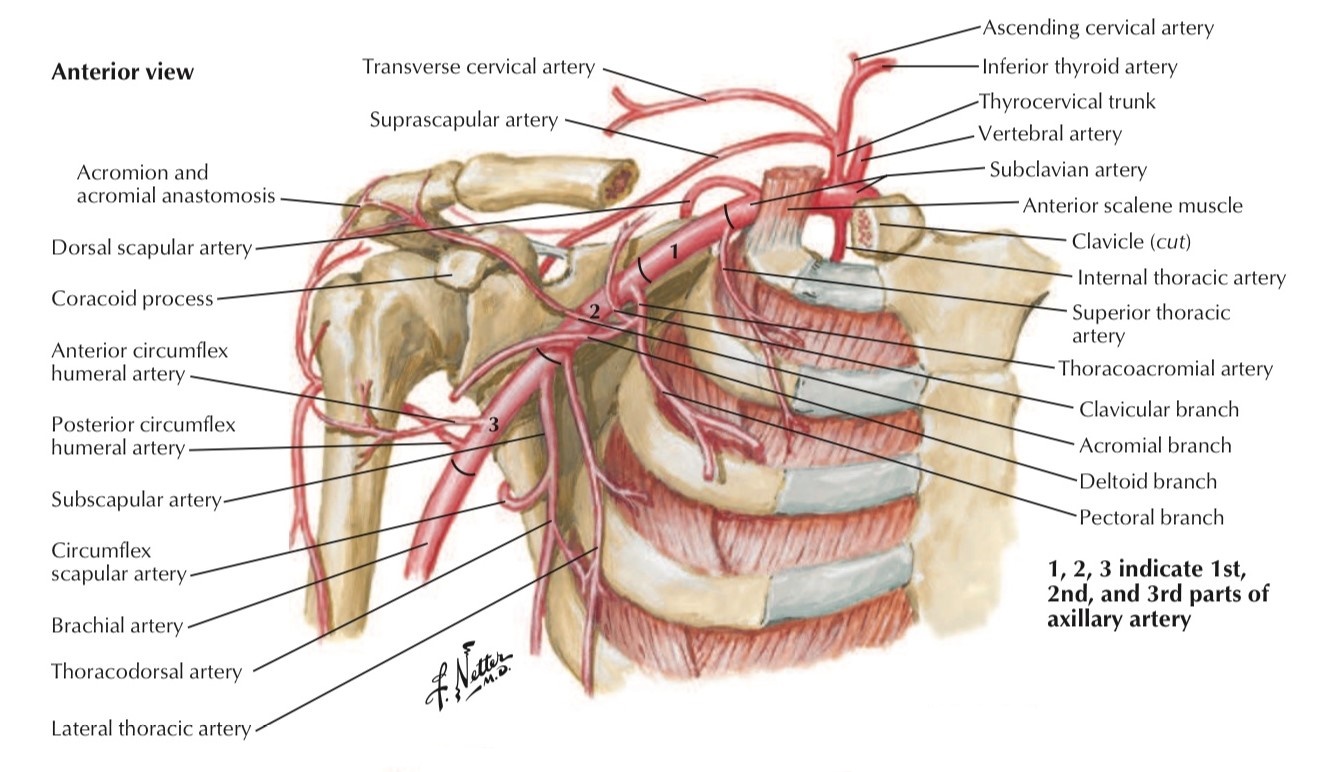 Anterior view
Transverse cervical artery
Suprascapular artery
Acromion and
acromial anastomosis
Dorsal scapular artery
Coracoid process
Anterior circumflex
humeral artery
Posterior circumflex
humeral artery
Subscapular artery
Circumflex
scapular artery
Brachial artery
Thoracodorsal artery
Lateral thoracic artery
Ascending cervical artery
Inferior thyroid artery
Thyrocervical trunk
Vertebral artery
Subclavian artery
Anterior scalene muscle
Clavicle (cut)
Internal thoracic artery
Superior thoracic
artery
Thoracoacromial artery
Clavicular branch
Acromial branch
Deltoid branch
Pectoral branch
1, 2, 3 indicate 1st,
2nd, and 3rd parts of
axillary artery
1
2
3
F. Netter
M.D.